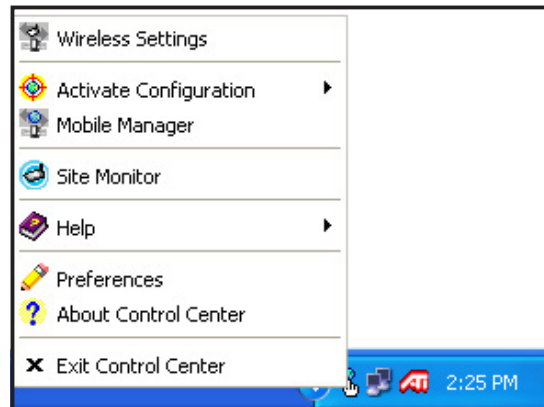 Wireless Settings
Activate Configuration
Mobile Manager
Site Monitor
Help
Preferences
About Control Center
Exit Control Center
ATI 2:25 PM